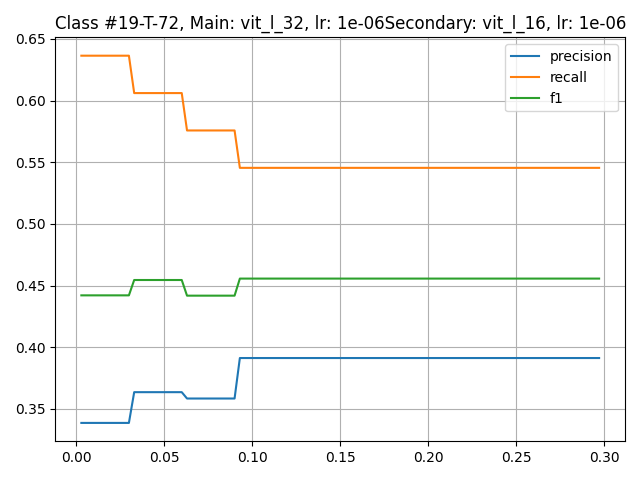 Class #19-T-72, Main: vit_l_32, lr: 1e-06Secondary: vit_l_16, lr: 1e-06
0.65
0.60
0.55
0.50
0.45
0.40
0.35
precision
recall
f1
0.00 0.05 0.10 0.15 0.20 0.25 0.30